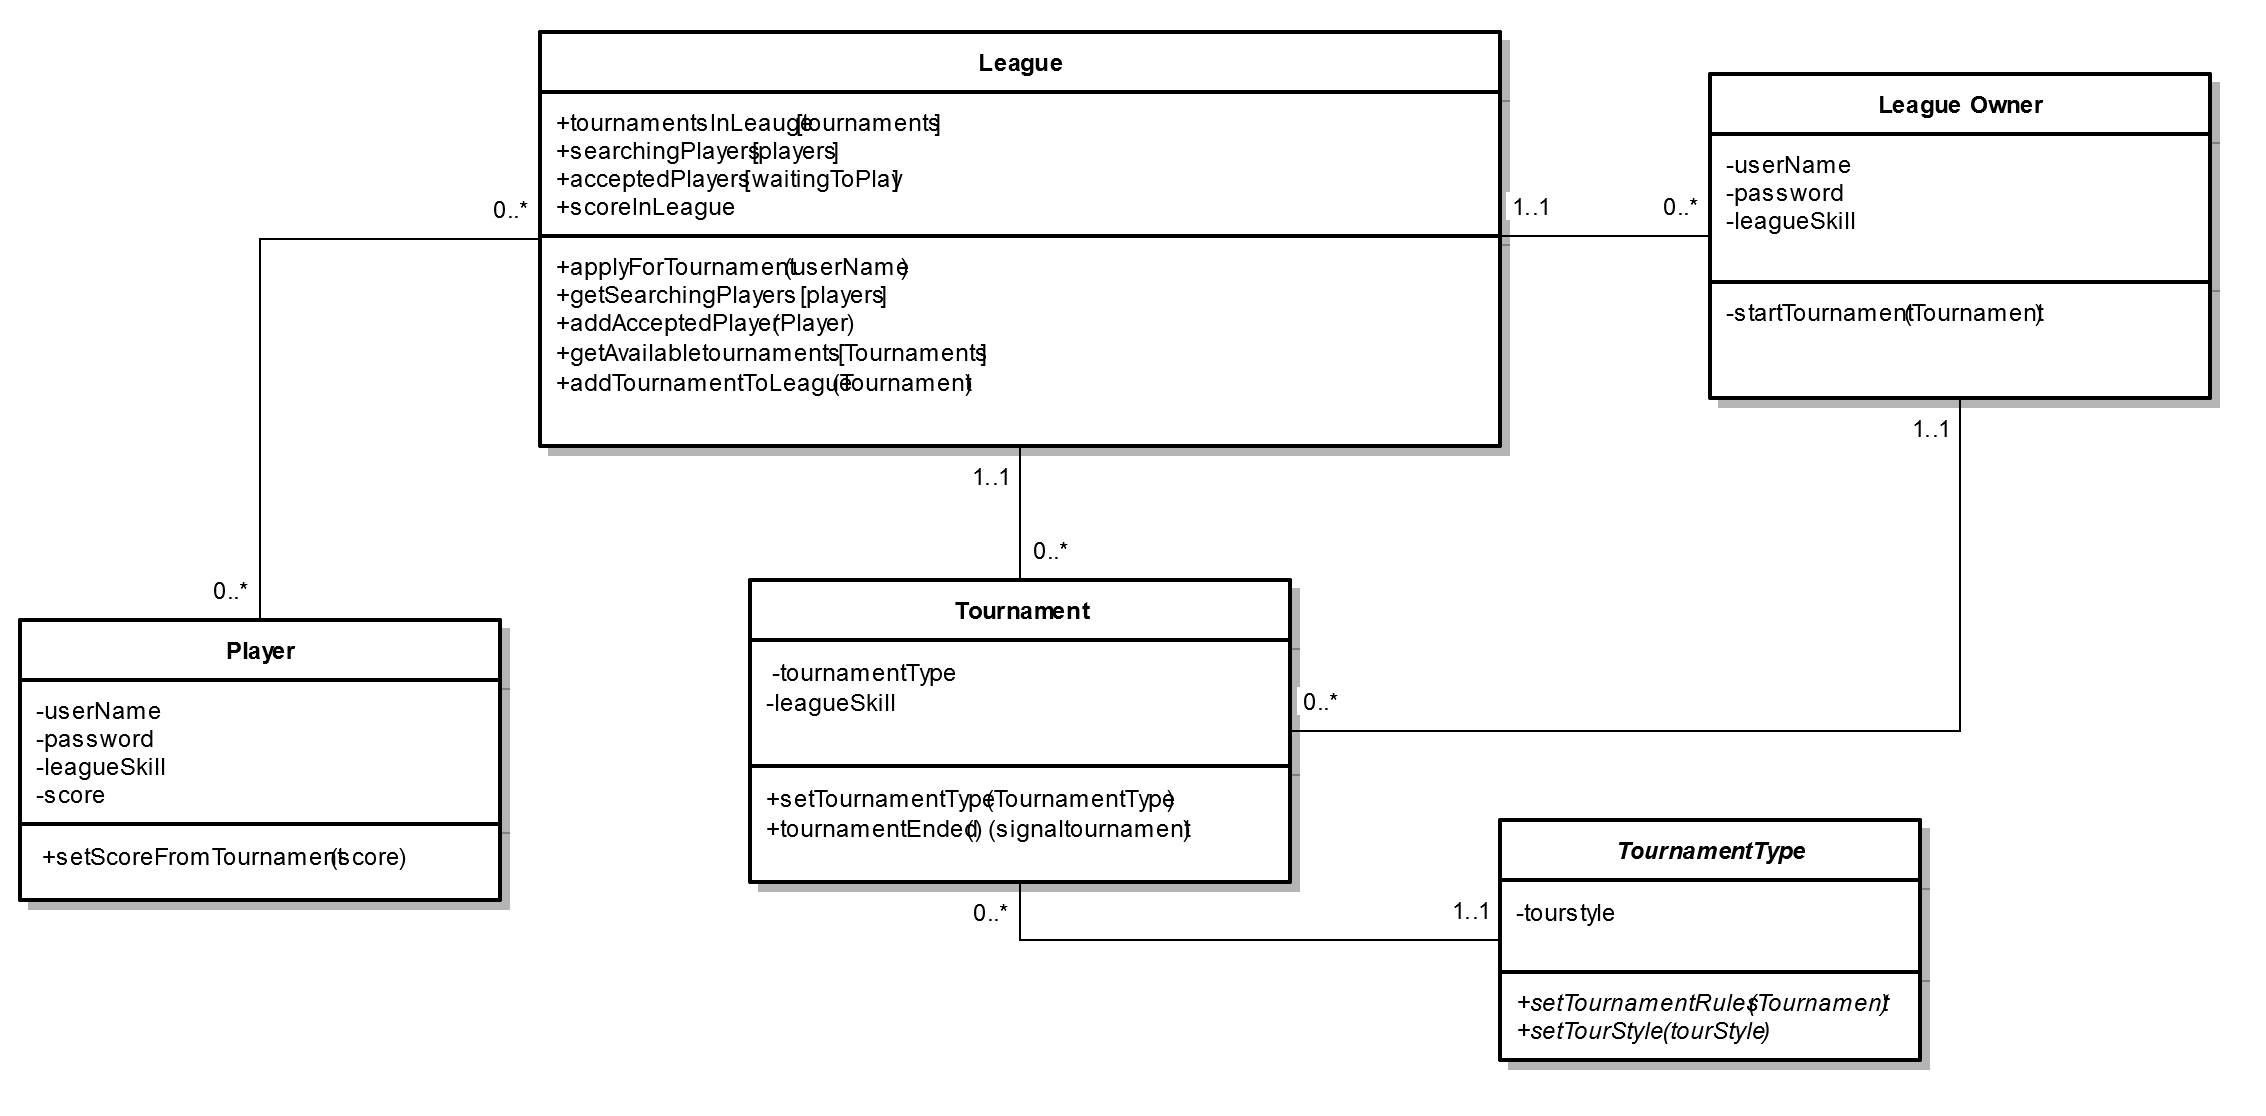 League
+tournamentsInLeauge[tournaments]
+searchingPlayers[players]
+acceptedPlayers[waitingToPlay]
+scoreInLeague
+applyForTournament(userName)
+getSearchingPlayers [players]
+addAcceptedPlayer(Player)
+getAvailabletournaments[Tournaments]
+addTournamentToLeague(Tournament)
League Owner
-userName
-password
-leagueSkill
-startTournament(Tournament)
0..*
1..1
0..*
1..1
1..1
0..*
0..*
Player
-userName
-password
-leagueSkill
-score
+setScoreFromTournament(score)
Tournament
-tournamentType
-leagueSkill
+setTournamentType(TournamentType)
+tournamentEnded() (signaltournament)
0..*
0..*
1..1
TournamentType
-tourstyle
+setTournamentRules(Tournament)
+setTourStyle(tourStyle)